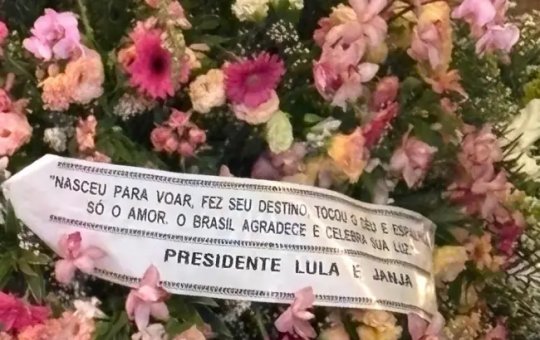 "NASCEU PARA VOAR, FEZ SEU DESTINO, TOCOU O CÉU E ESPALHOU
SÓ O AMOR. O BRASIL AGRADECE E CELEBRA SUA LUZ."
PRESIDENTE LULA E JANJA